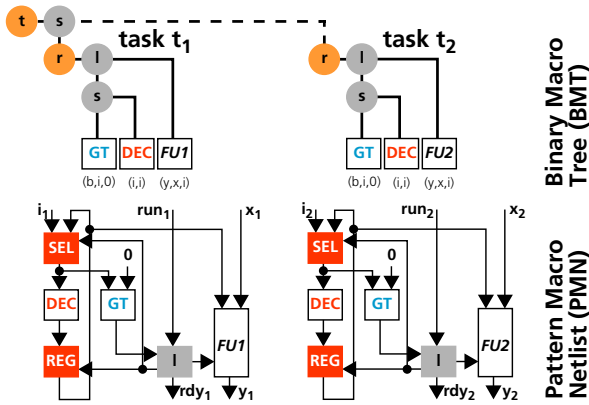 t s
task t1 task t2
r l r l
s s
GT DEC FU1 GT DEC FU2
(b,i,0) (i,i) (y,x,i) (b,i,0) (i,i) (y,x,i)
Binary Macro
Tree (BMT)
i1 run1 x1 i2 run2 x2
SEL SEL
0 0
DEC GT DEC GT
REG I FU1 REG I FU2
rdy1 y1 rdy2 y2
Pattern Macro
Netlist (PMN)